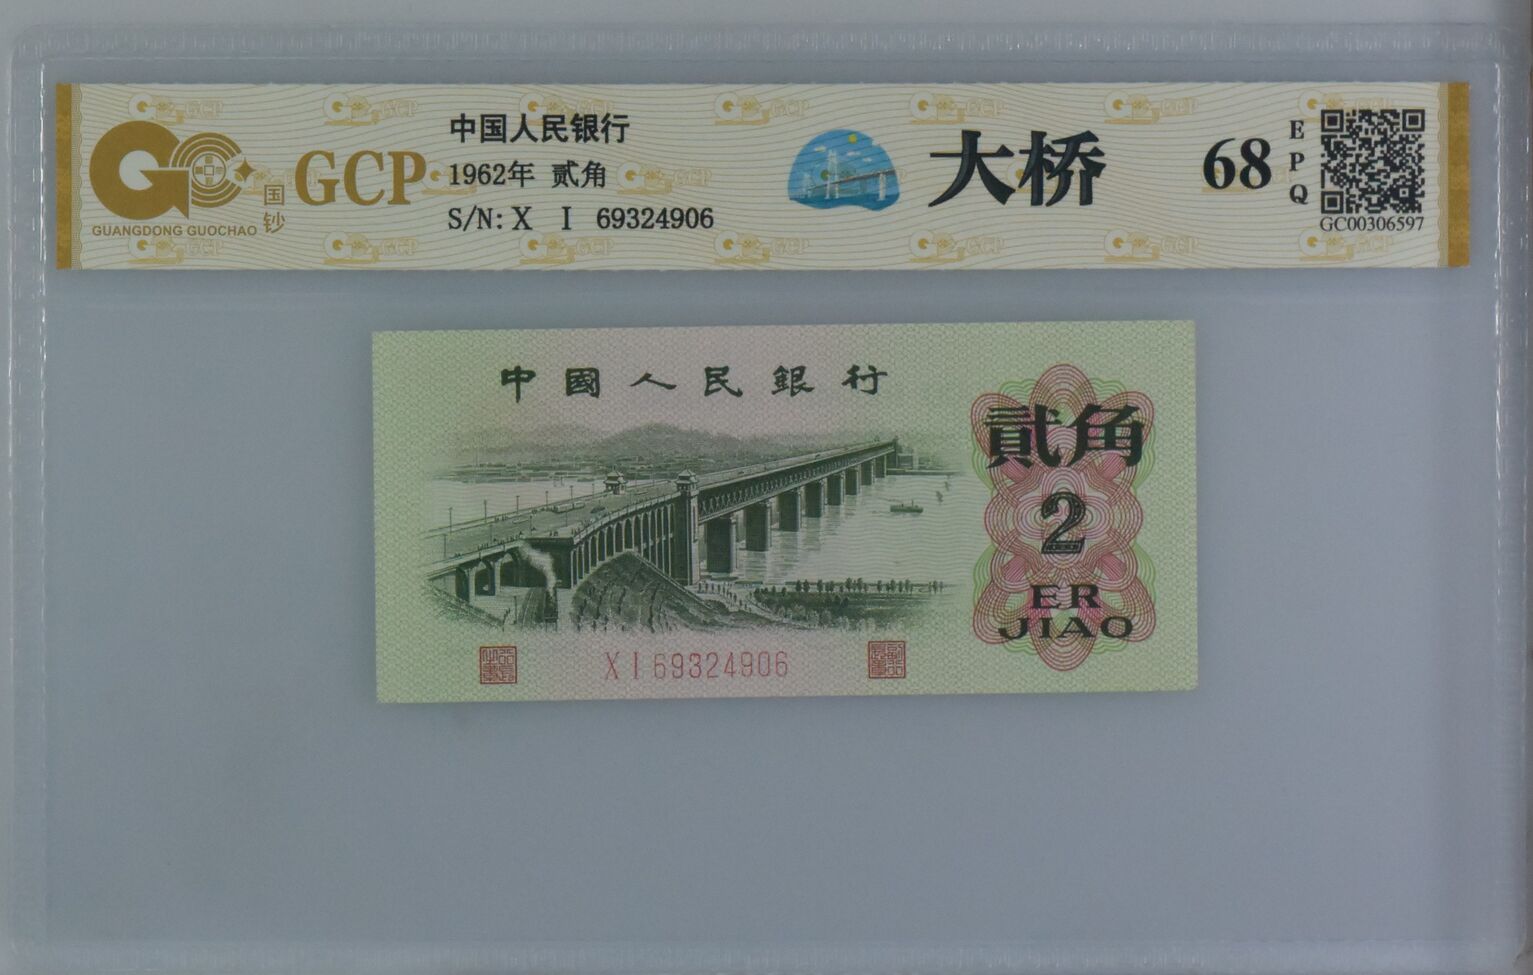 GCP
国钞
GUANGDONG GUOCHAO
中国人民银行
1962年 贰角
S/N: X I 69324906
大桥
68
EPQ
GC00306597
中國人民銀行
貳角
2
ER
JIAO
X I 69324906